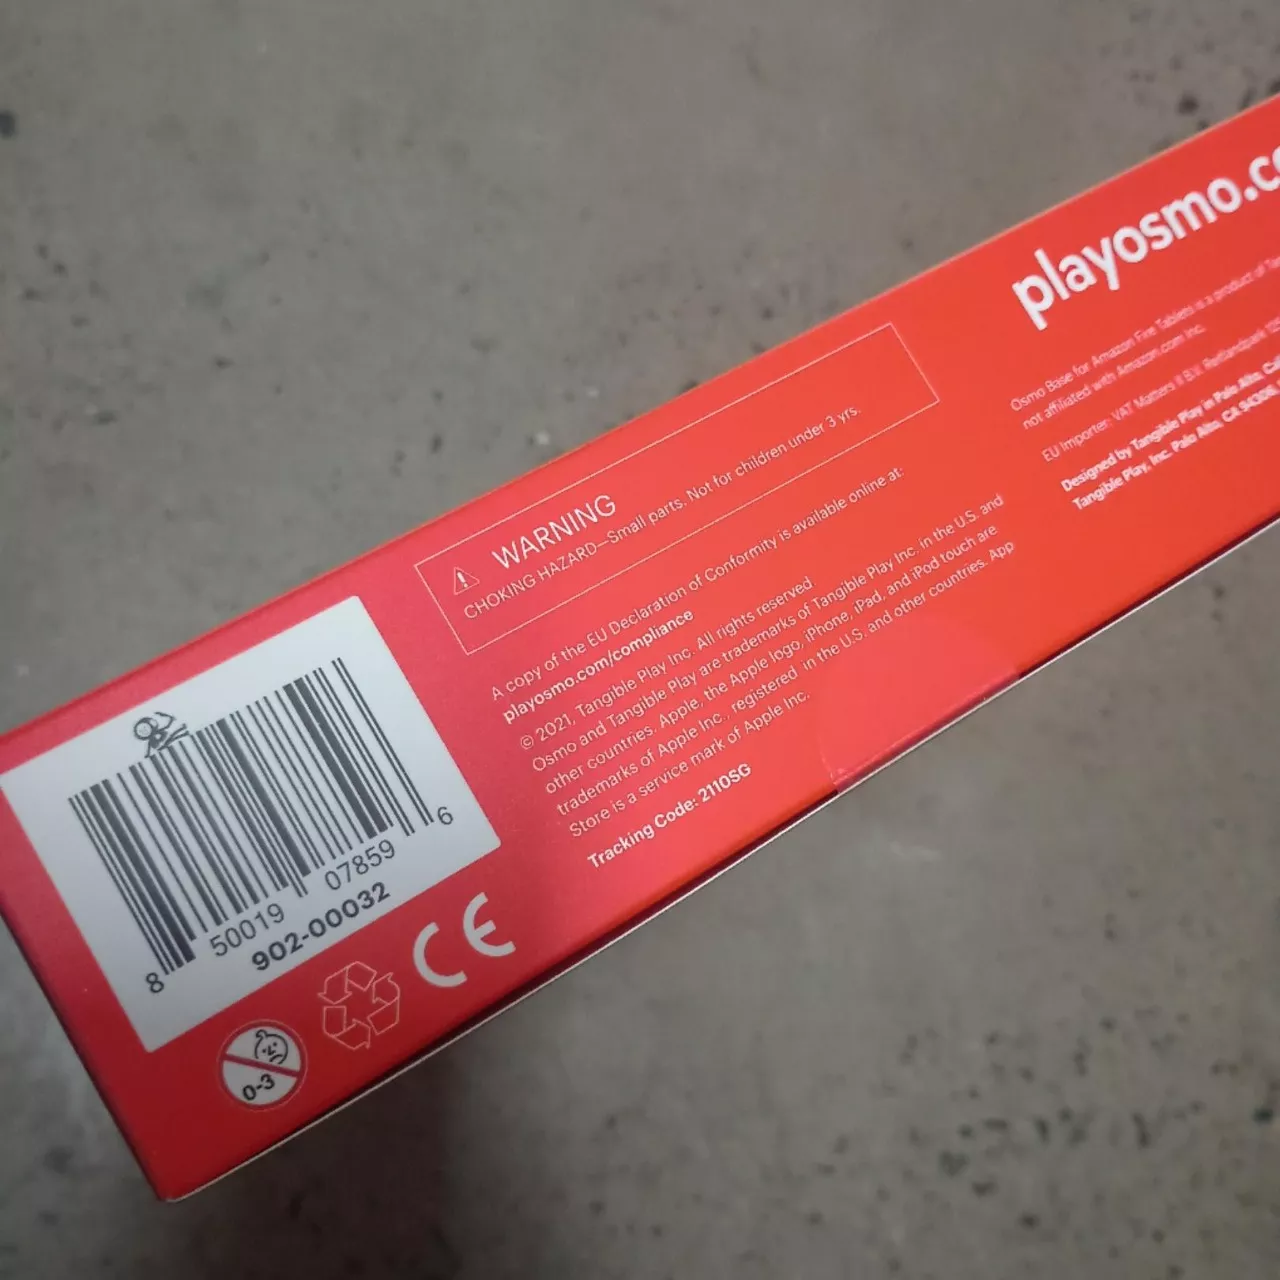 8 50019 07859 6
902-00032
0-3
CE
WARNING
CHOKING HAZARD—Small parts. Not for children under 3 yrs.
A copy of the EU Declaration of Conformity is available online at:
playosmo.com/compliance
© 2021, Tangible Play Inc. All rights reserved
Osmo and Tangible Play are trademarks of Tangible Play Inc. in the U.S. and
other countries. Apple, the Apple logo, iPhone, iPad, and iPod touch are
trademarks of Apple Inc., registered in the U.S. and other countries. App
Store is a service mark of Apple Inc.
Tracking Code: 2110SG
playosmo.co
Osmo Base for Amazon Fire Tablets is a product of
not affiliated with Amazon.com Inc.
EU Importer: VAT Matters II B.V. Rietlandpark
Designed by Tangible Play in Palo Alto,
Tangible Play, Inc. Palo Alto, CA 94306,